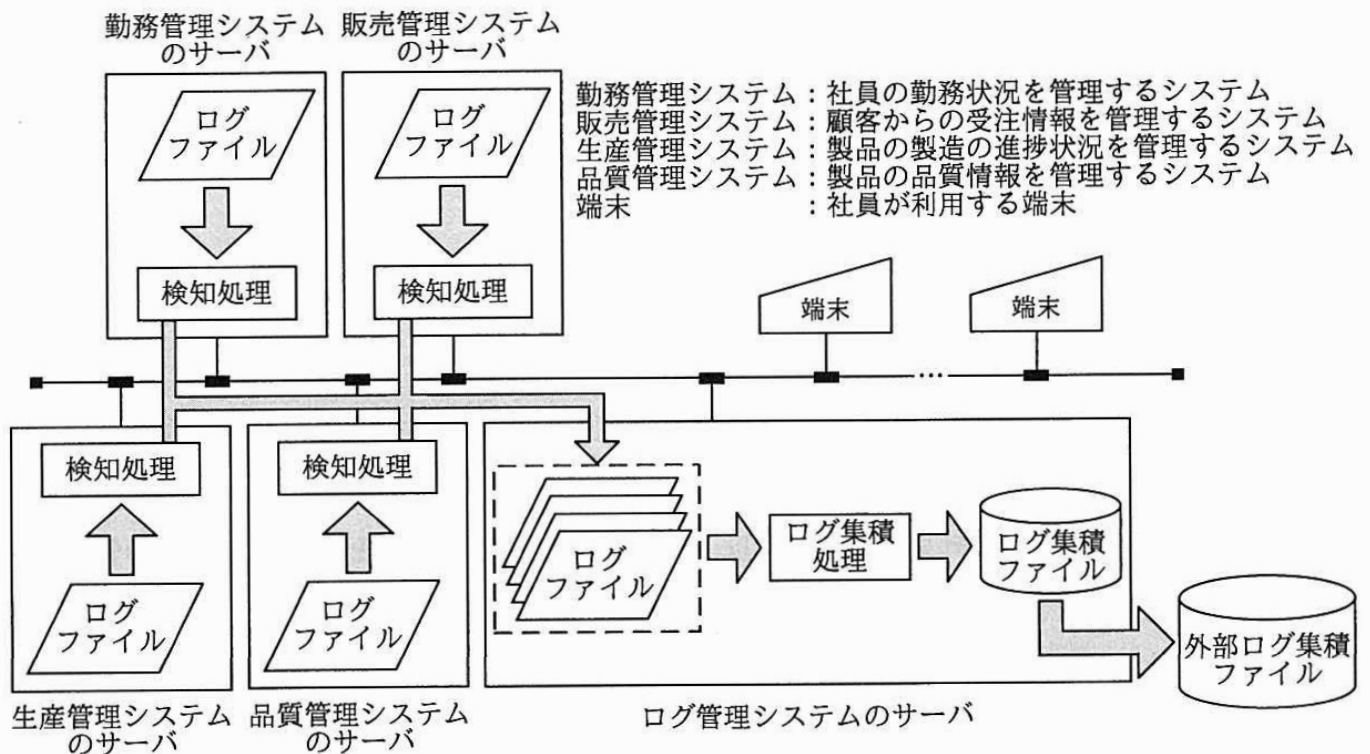 勤務管理システム
のサーバ
販売管理システム
のサーバ
ログ
ファイル
ログ
ファイル
検知処理
検知処理
勤務管理システム：社員の勤務状況を管理するシステム
販売管理システム：顧客からの受注情報を管理するシステム
生産管理システム：製品の製造の進捗状況を管理するシステム
品質管理システム：製品の品質情報を管理するシステム
端末　　　　　　：社員が利用する端末
端末
端末
…
検知処理
検知処理
ログ
ファイル
ログ
ファイル
ログ
ファイル
ログ集積
処理
ログ集積
ファイル
外部ログ集積
ファイル
生産管理システム
のサーバ
品質管理システム
のサーバ
ログ管理システムのサーバ